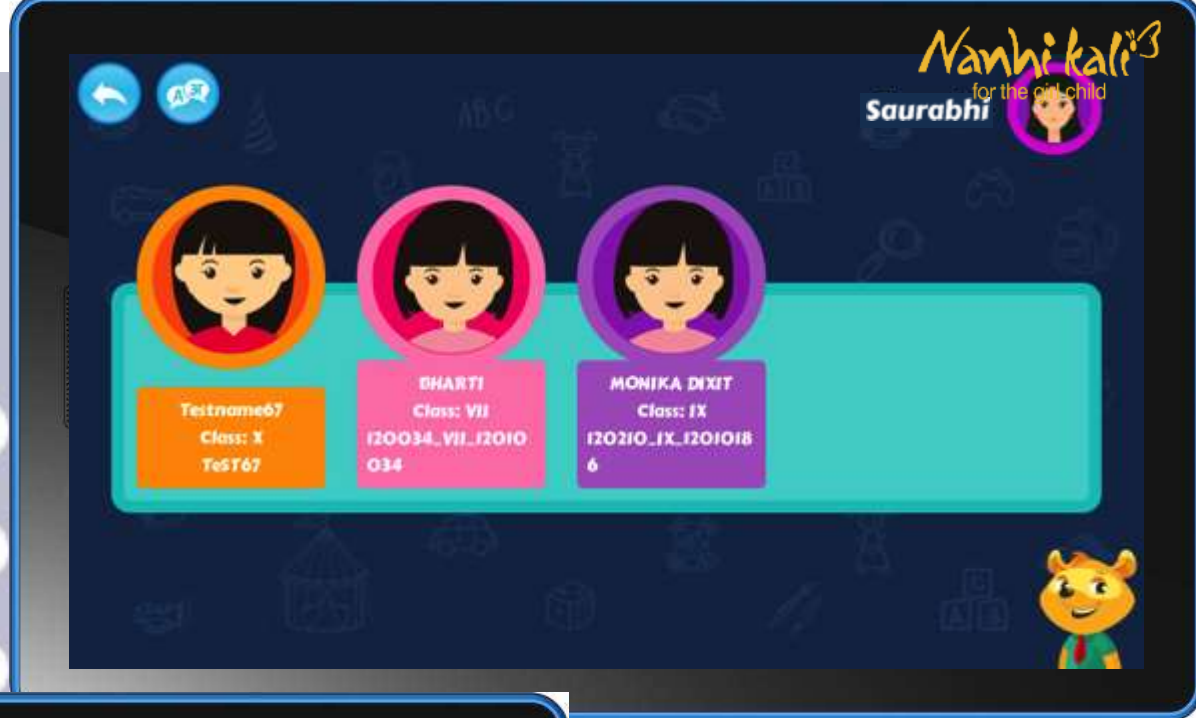 Nanhi kali
for the girl child
Saurabhi
Testname67
Class: X
TeST67
BHARTI
Class: VII
120034_VII_12010
034
MONIKA DIXIT
Class: IX
120210_IX_1201018
6